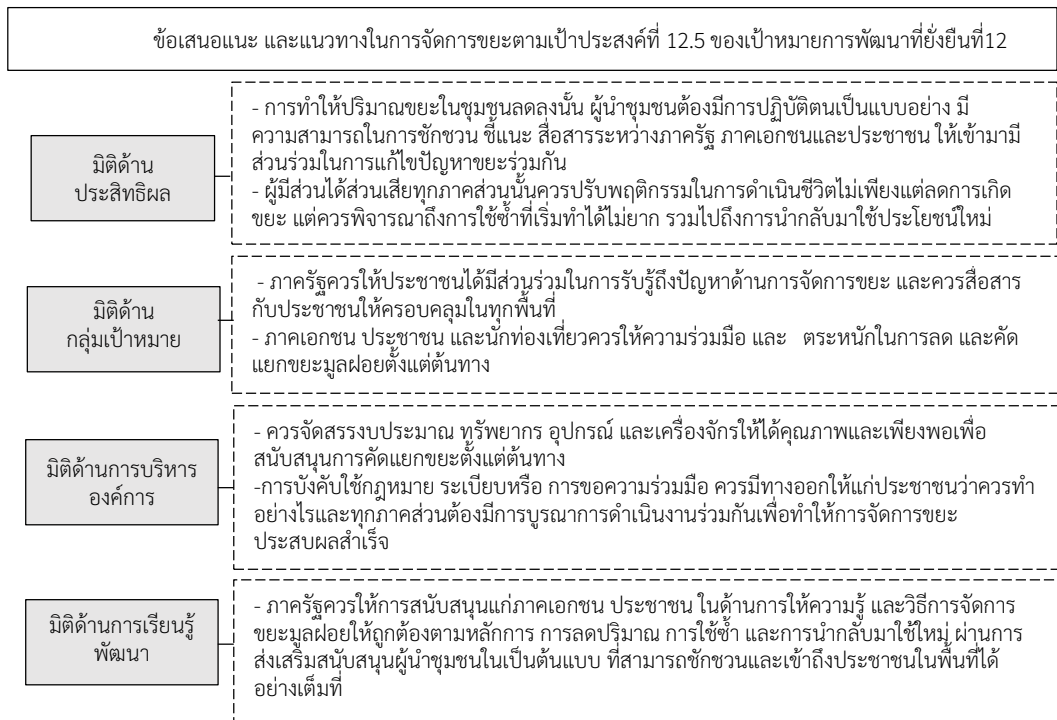 ข้อเสนอแนะ และแนวทางในการจัดการขยะตามเป้าประสงค์ที่ 12.5 ของเป้าหมายการพัฒนาที่ยั่งยืนที่12
มิติด้าน
ประสิทธิผล
- การทำให้ปริมาณขยะในชุมชนลดลงนั้น ผู้นำชุมชนต้องมีการปฏิบัติตนเป็นแบบอย่าง มี
ความสามารถในการชักชวน ชี้แนะ สื่อสารระหว่างภาครัฐ ภาคเอกชนและประชาชน ให้เข้ามามี
ส่วนร่วมในการแก้ไขปัญหาขยะร่วมกัน
- ผู้มีส่วนได้ส่วนเสียทุกภาคส่วนนั้นควรปรับพฤติกรรมในการดำเนินชีวิตไม่เพียงแต่ลดการเกิด
ขยะ แต่ควรพิจารณาถึงการใช้ซ้ำที่เริ่มทำได้ไม่ยาก รวมไปถึงการนำกลับมาใช้ประโยชน์ใหม่
มิติด้าน
กลุ่มเป้าหมาย
- ภาครัฐควรให้ประชาชนได้มีส่วนร่วมในการรับรู้ถึงปัญหาด้านการจัดการขยะ และควรสื่อสาร
กับประชาชนให้ครอบคลุมในทุกพื้นที่
- ภาคเอกชน ประชาชน และนักท่องเที่ยวควรให้ความร่วมมือ และ ตระหนักในการลด และคัด
แยกขยะมูลฝอยตั้งแต่ต้นทาง
มิติด้านการบริหาร
องค์การ
- ควรจัดสรรงบประมาณ ทรัพยากร อุปกรณ์ และเครื่องจักรให้ได้คุณภาพและเพียงพอเพื่อ
สนับสนุนการคัดแยกขยะตั้งแต่ต้นทาง
-การบังคับใช้กฎหมาย ระเบียบหรือ การขอความร่วมมือ ควรมีทางออกให้แก่ประชาชนว่าควรทำ
อย่างไรและทุกภาคส่วนต้องมีการบูรณาการดำเนินงานร่วมกันเพื่อทำให้การจัดการขยะ
ประสบผลสำเร็จ
มิติด้านการเรียนรู้
พัฒนา
- ภาครัฐควรให้การสนับสนุนแก่ภาคเอกชน ประชาชน ในด้านการให้ความรู้ และวิธีการจัดการ
ขยะมูลฝอยให้ถูกต้องตามหลักการ การลดปริมาณ การใช้ซ้ำ และการนำกลับมาใช้ใหม่ ผ่านการ
ส่งเสริมสนับสนุนผู้นำชุมชนในเป็นต้นแบบ ที่สามารถชักชวนและเข้าถึงประชาชนในพื้นที่ได้
อย่างเต็มที่